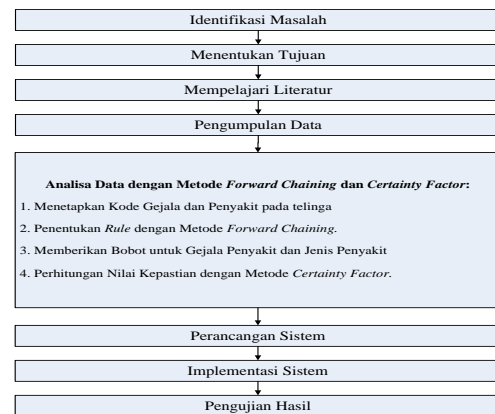 Identifikasi Masalah
Menentukan Tujuan
Mempelajari Literatur
Pengumpulan Data
Analisa Data dengan Metode Forward Chaining dan Certainty Factor:
1. Menetapkan Kode Gejala dan Penyakit pada telinga
2. Penentuan Rule dengan Metode Forward Chaining.
3. Memberikan Bobot untuk Gejala Penyakit dan Jenis Penyakit
4. Perhitungan Nilai Kepastian dengan Metode Certainty Factor.
Perancangan Sistem
Implementasi Sistem
Pengujian Hasil